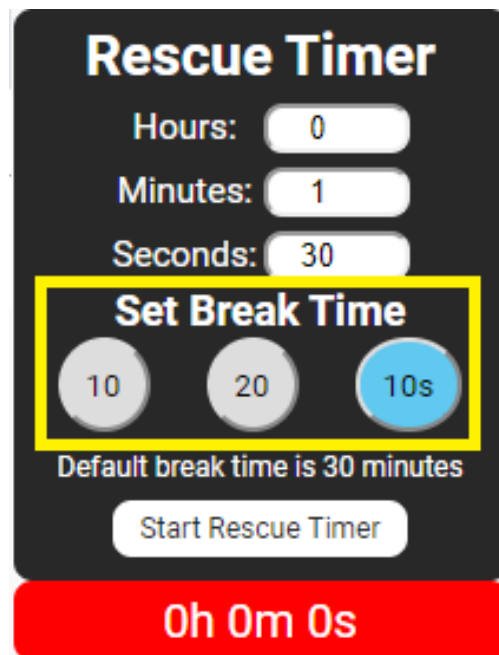 Rescue Timer
Hours: 0
Minutes: 1
Seconds: 30
Set Break Time
10 20 10s
Default break time is 30 minutes
Start Rescue Timer
0h 0m 0s